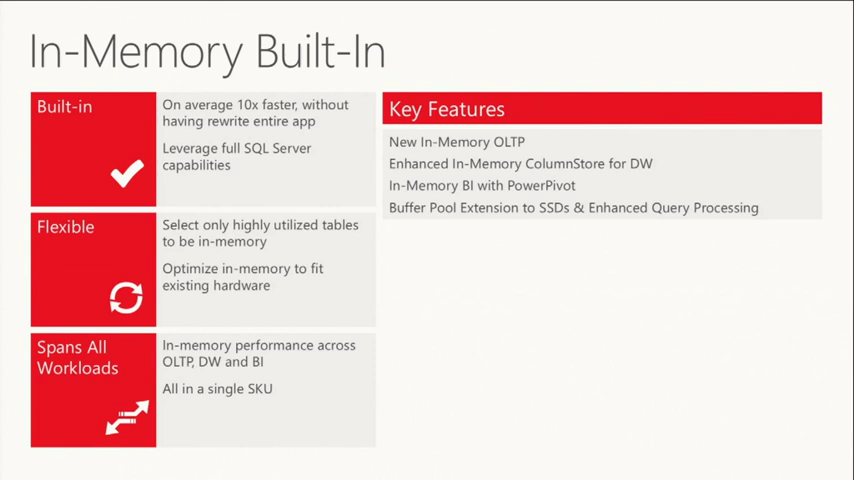 In-Memory Built-In
Built-in
On average 10x faster, without
having rewrite entire app
Leverage full SQL Server
capabilities
Flexible
Select only highly utilized tables
to be in-memory
Optimize in-memory to fit
existing hardware
Spans All
Workloads
In-memory performance across
OLTP, DW and BI
All in a single SKU
Key Features
New In-Memory OLTP
Enhanced In-Memory ColumnStore for DW
In-Memory BI with PowerPivot
Buffer Pool Extension to SSDs & Enhanced Query Processing